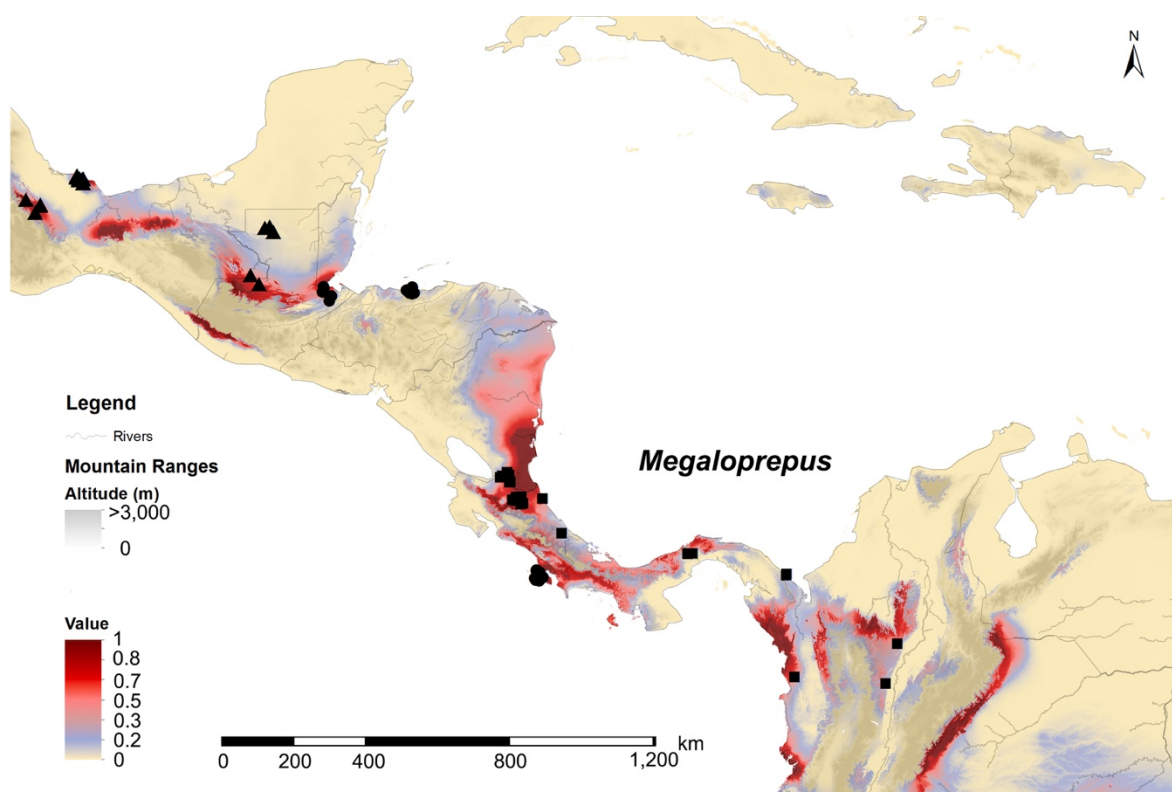 N
Legend
Rivers
Mountain Ranges
Altitude (m)
>3,000
0
Megaloprepus
Value
1
0.8
0.7
0.5
0.3
0.2
0
km
0 200 400 800 1,200